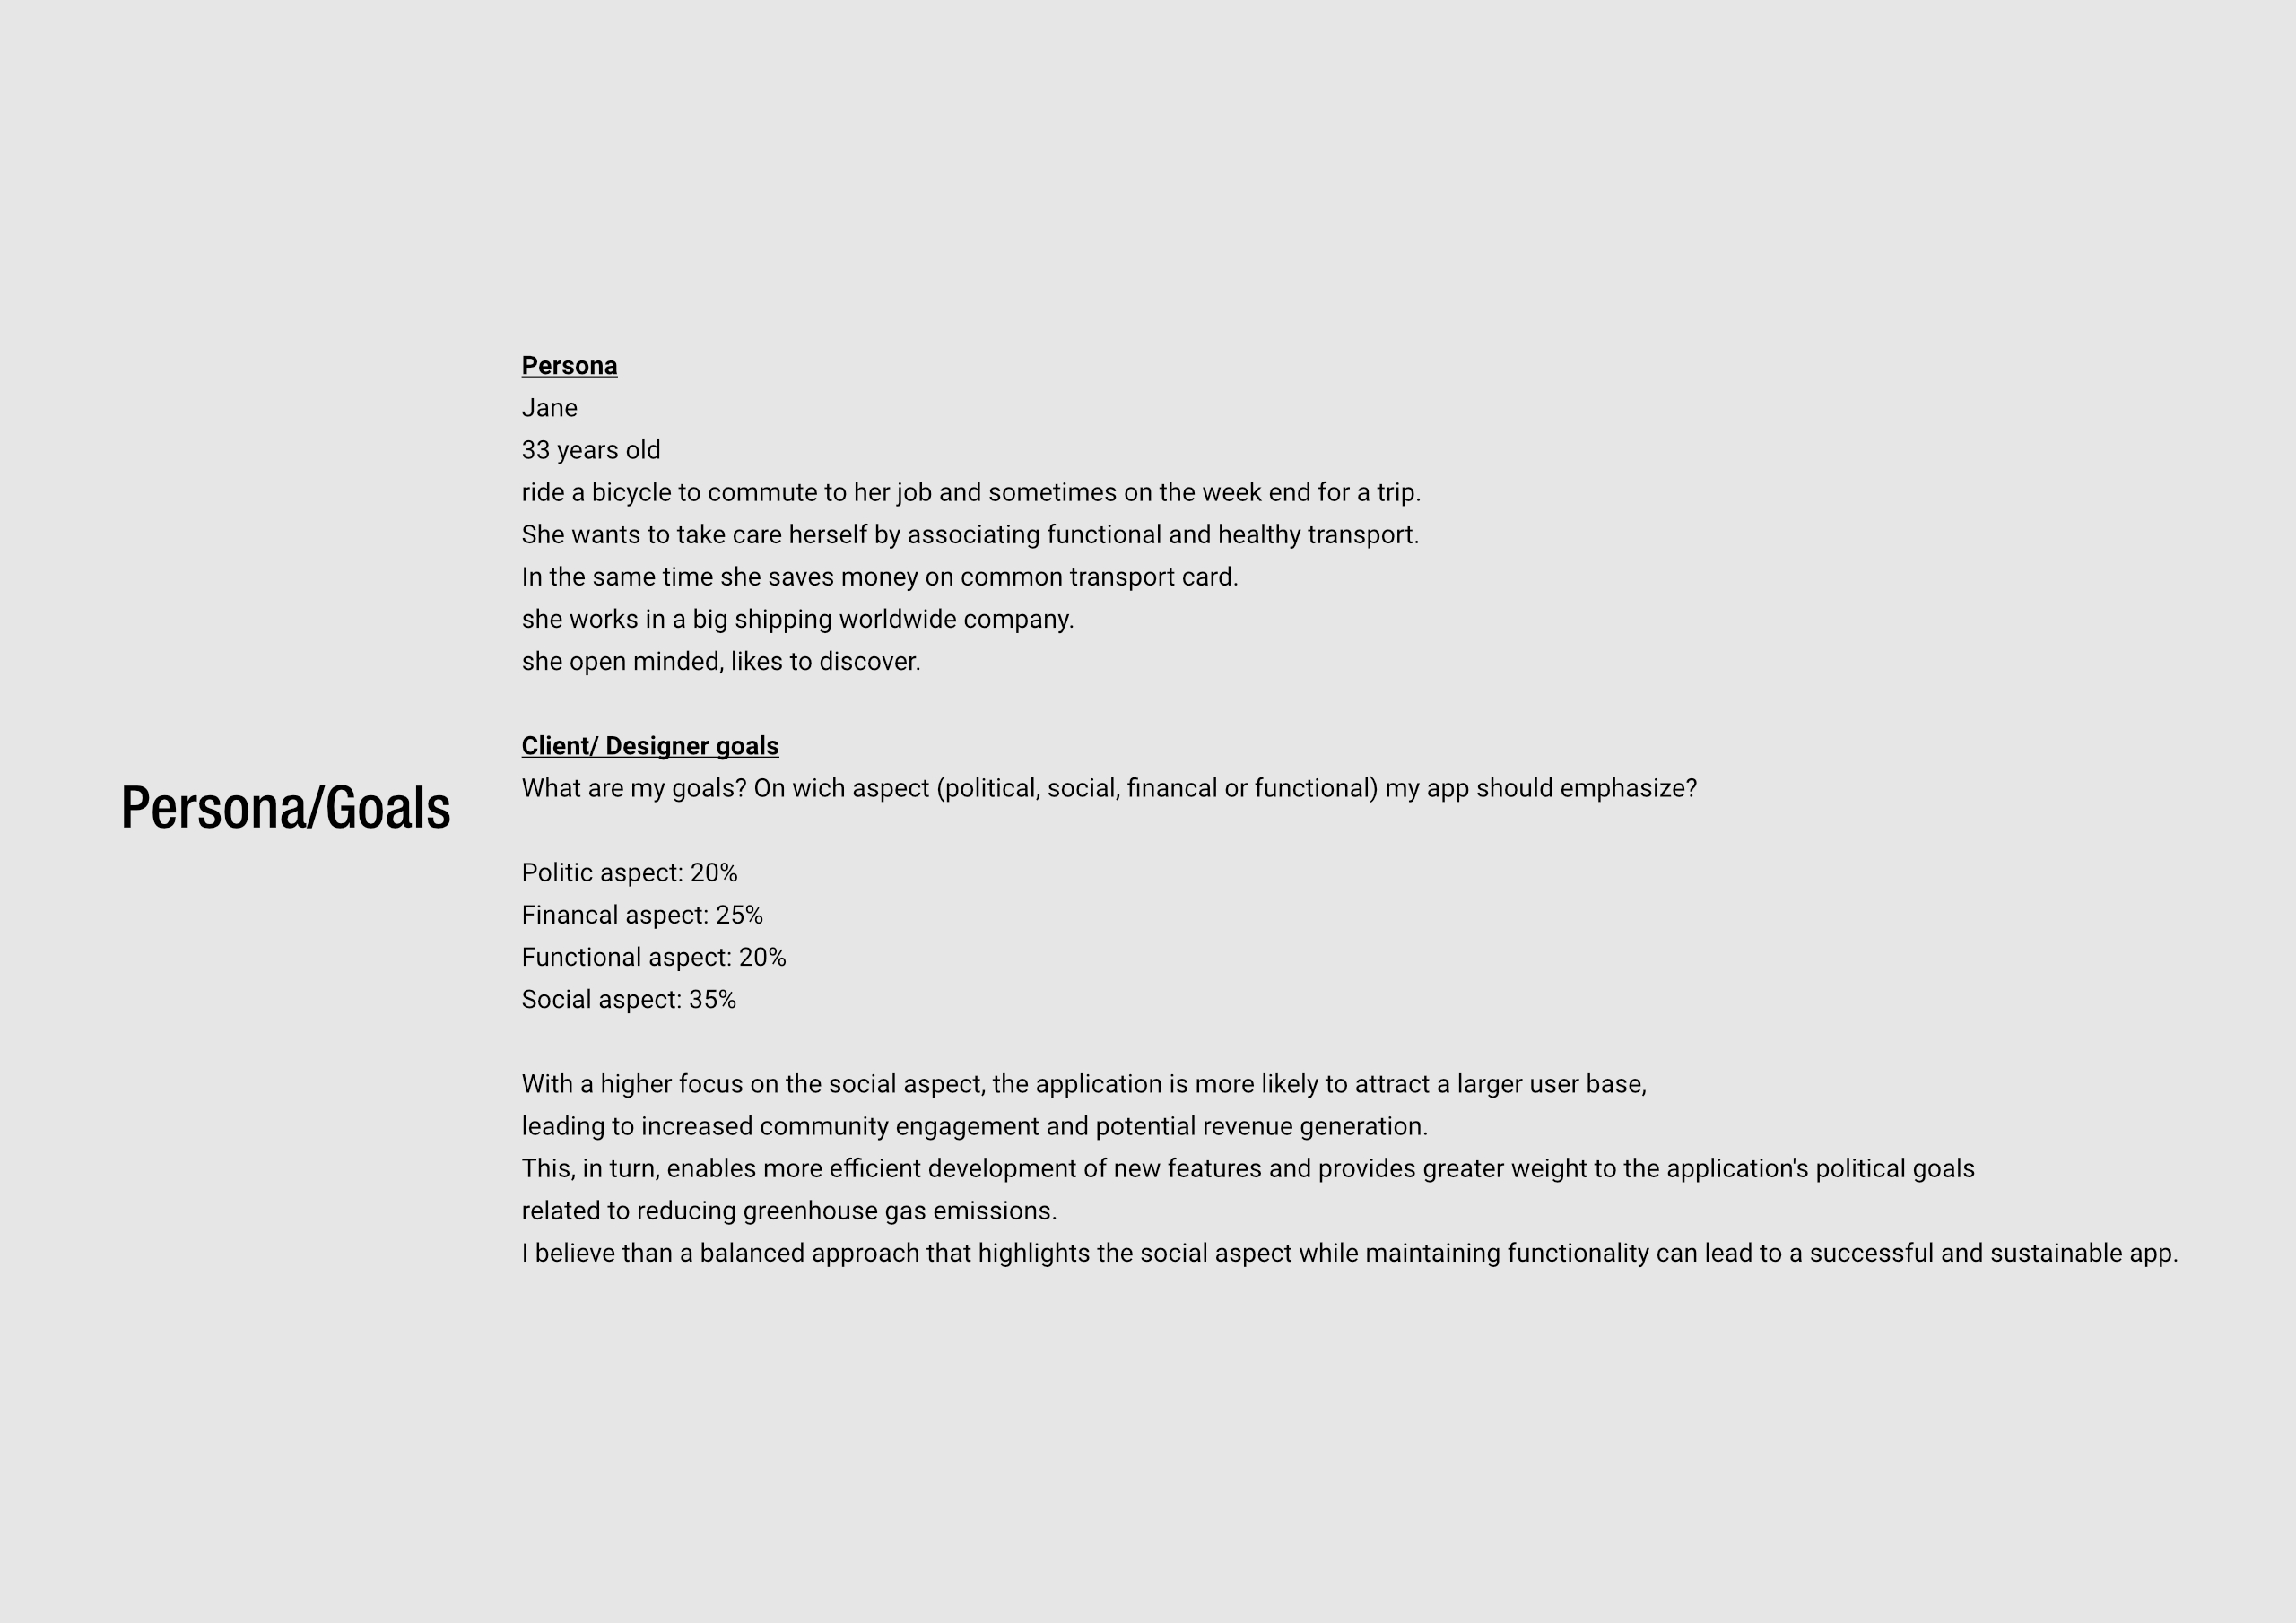 Persona/Goals
Persona
Jane
33 years old
ride a bicycle to commute to her job and sometimes on the week end for a trip.
She wants to take care herself by associating functional and healthy transport.
In the same time she saves money on common transport card.
she works in a big shipping worldwide company.
she open minded, likes to discover.
Client/ Designer goals
What are my goals? On wich aspect (political, social, financal or functional) my app should emphasize?
Politic aspect: 20%
Financal aspect: 25%
Functional aspect: 20%
Social aspect: 35%
With a higher focus on the social aspect, the application is more likely to attract a larger user base,
leading to increased community engagement and potential revenue generation.
This, in turn, enables more efficient development of new features and provides greater weight to the application's political goals
related to reducing greenhouse gas emissions.
I believe than a balanced approach that highlights the social aspect while maintaining functionality can lead to a successful and sustainable app.